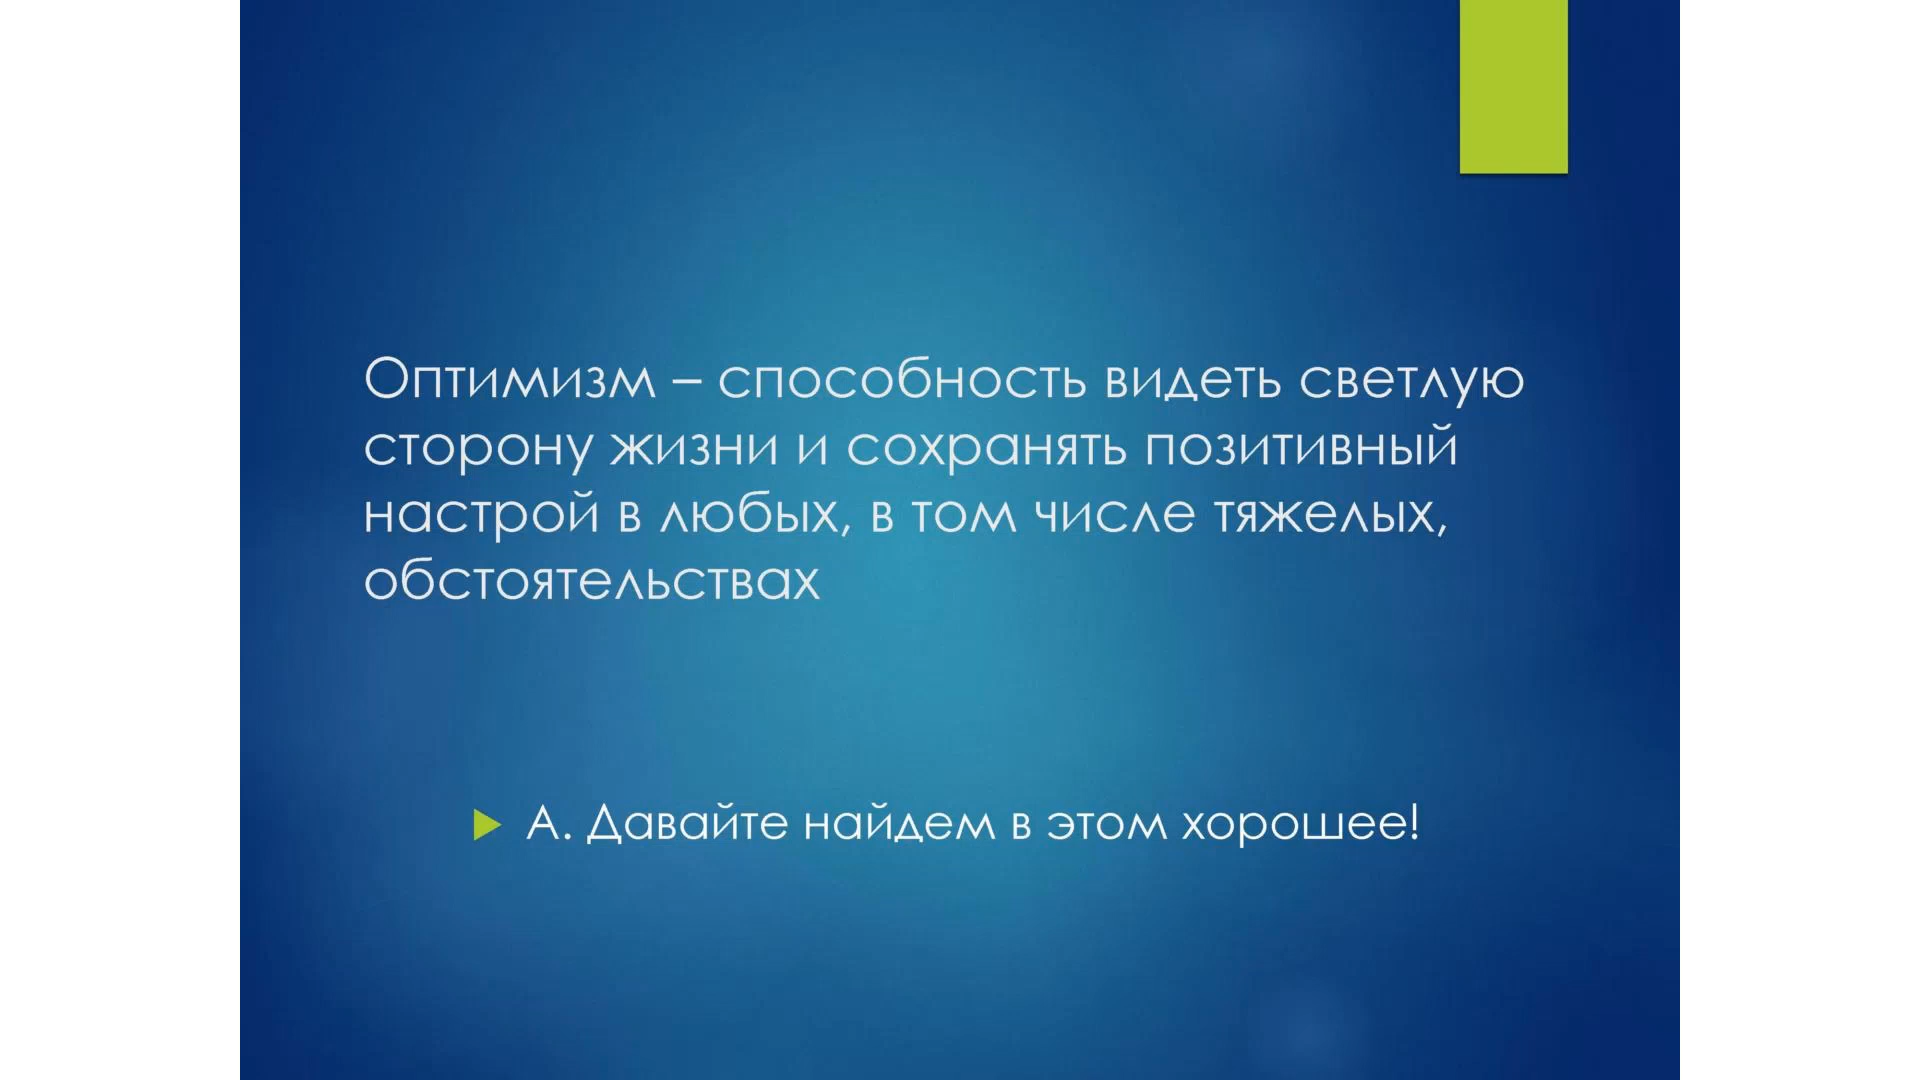 Оптимизм – способность видеть светлую
сторону жизни и сохранять позитивный
настрой в любых, в том числе тяжелых,
обстоятельствах
А. Давайте найдем в этом хорошее!